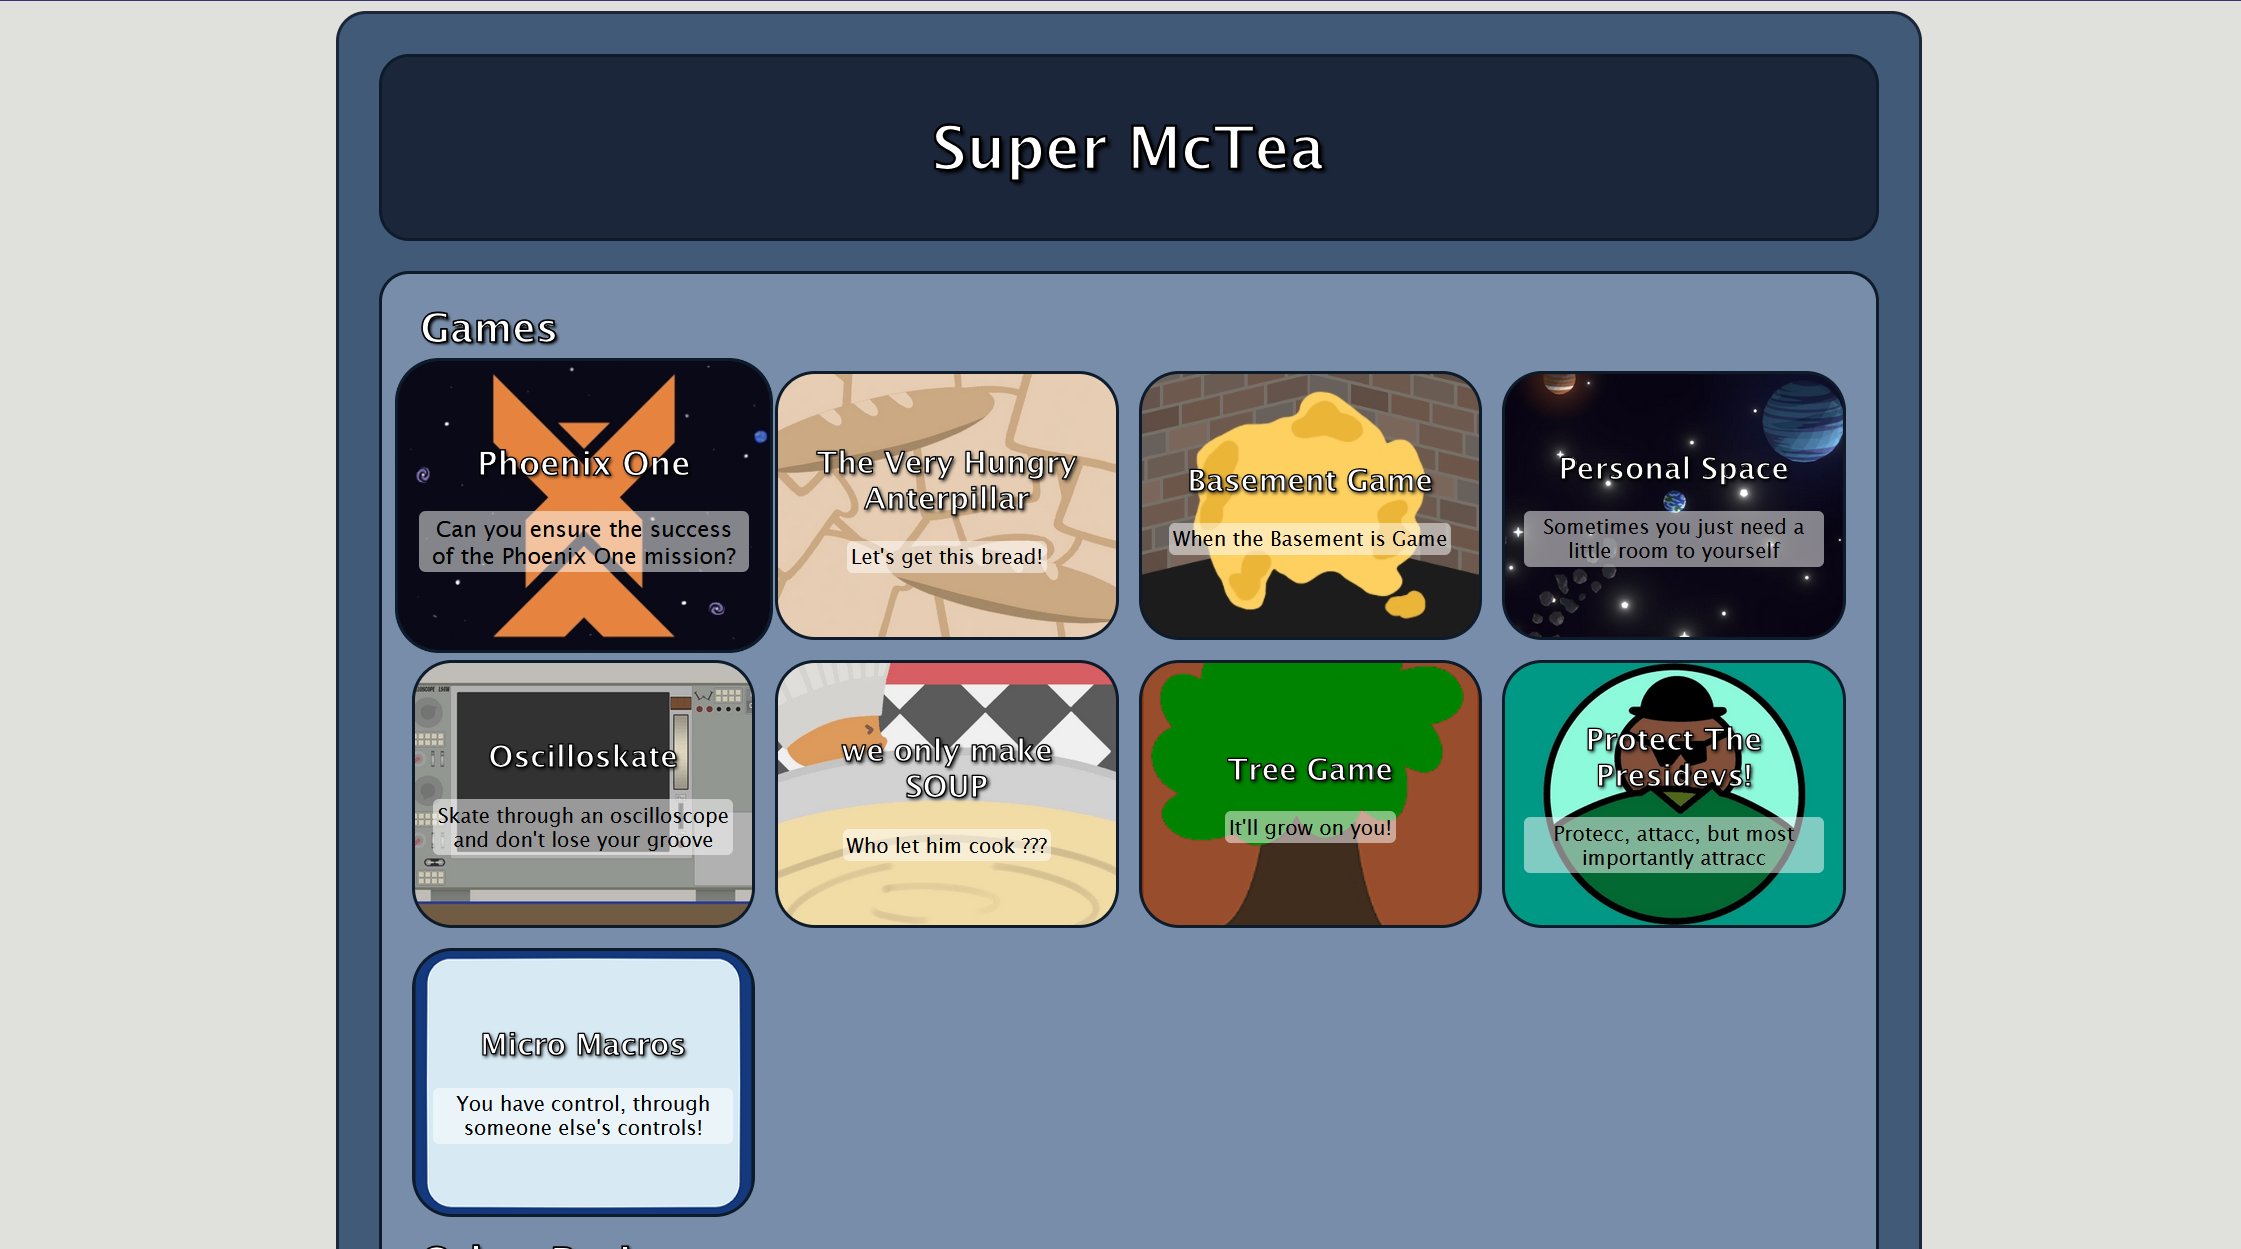 Super McTea
Games
Phoenix One
Can you ensure the success
of the Phoenix One mission?
The Very Hungry
Anterpillar
Let's get this bread!
Basement Game
When the Basement is Game
Personal Space
Sometimes you just need a
little room to yourself
Oscilloskate
Skate through an oscilloscope
and don't lose your groove
we only make
SOUP
Who let him cook ???
Tree Game
It'll grow on you!
Protect The
Presidevs!
Protecc, attacc, but most
importantly attracc
Micro Macros
You have control, through
someone else's controls!